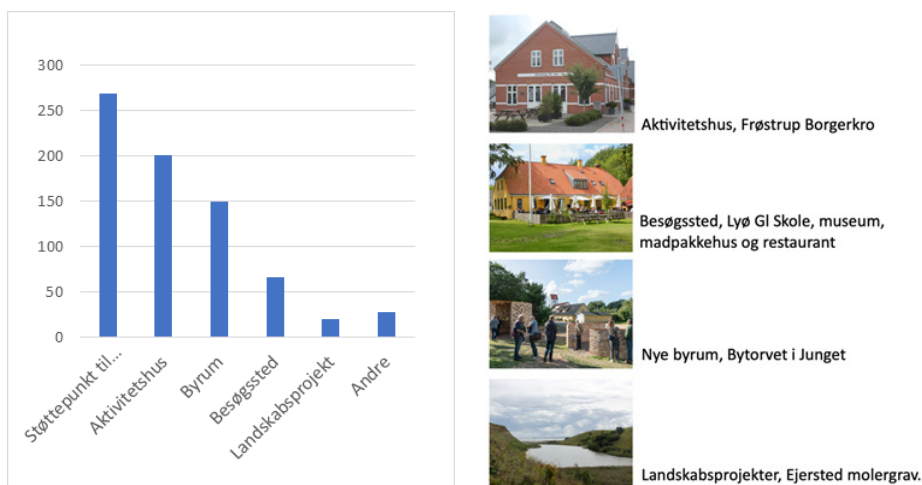 300
250
200
150
100
50
0
Støttepunkt til...
Aktivitetshus
Byrum
Besøgssted
Landskabsprojekt
Andre
Aktivitetshus, Frøstrup Borgerkro
Besøgssted, Lyø Gl Skole, museum,
madpakkehus og restaurant
Nye byrum, Bytorvet i Junget
Landskabsprojekter, Ejersted molergrav.